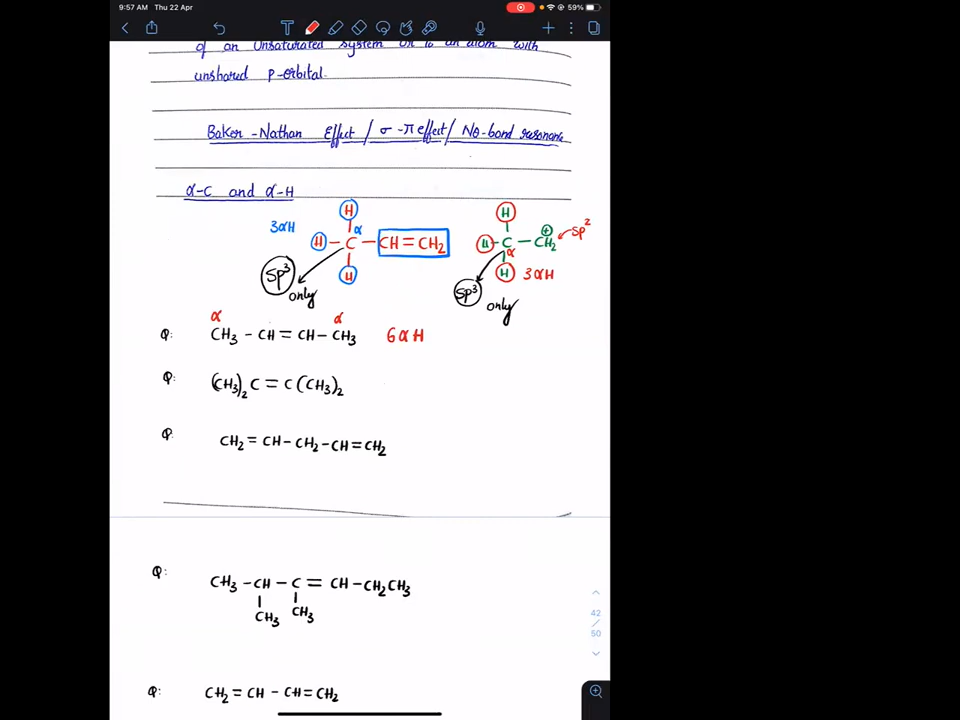 9:57 AM Thu 22 Apr 59%
of an Unsaturated system or to an atom with
unshared p-orbital.
Baker-Nathan Effect / σ-π effect / No-bond resonance
α-C and α-H
3αH H H-C-CH=CH₂ H α Sp³ only
H H-C-CH₂ H ⊕ α Sp² 3αH Sp³ only
α α
Q: CH₃-CH=CH-CH₃ 6αH
Q: (CH₃)₂C=C(CH₃)₂
Q: CH₂=CH-CH₂-CH=CH₂
Q: CH₃-CH-C=CH-CH₂CH₃
CH₃ CH₃
42
/
50
Q: CH₂=CH-CH=CH₂